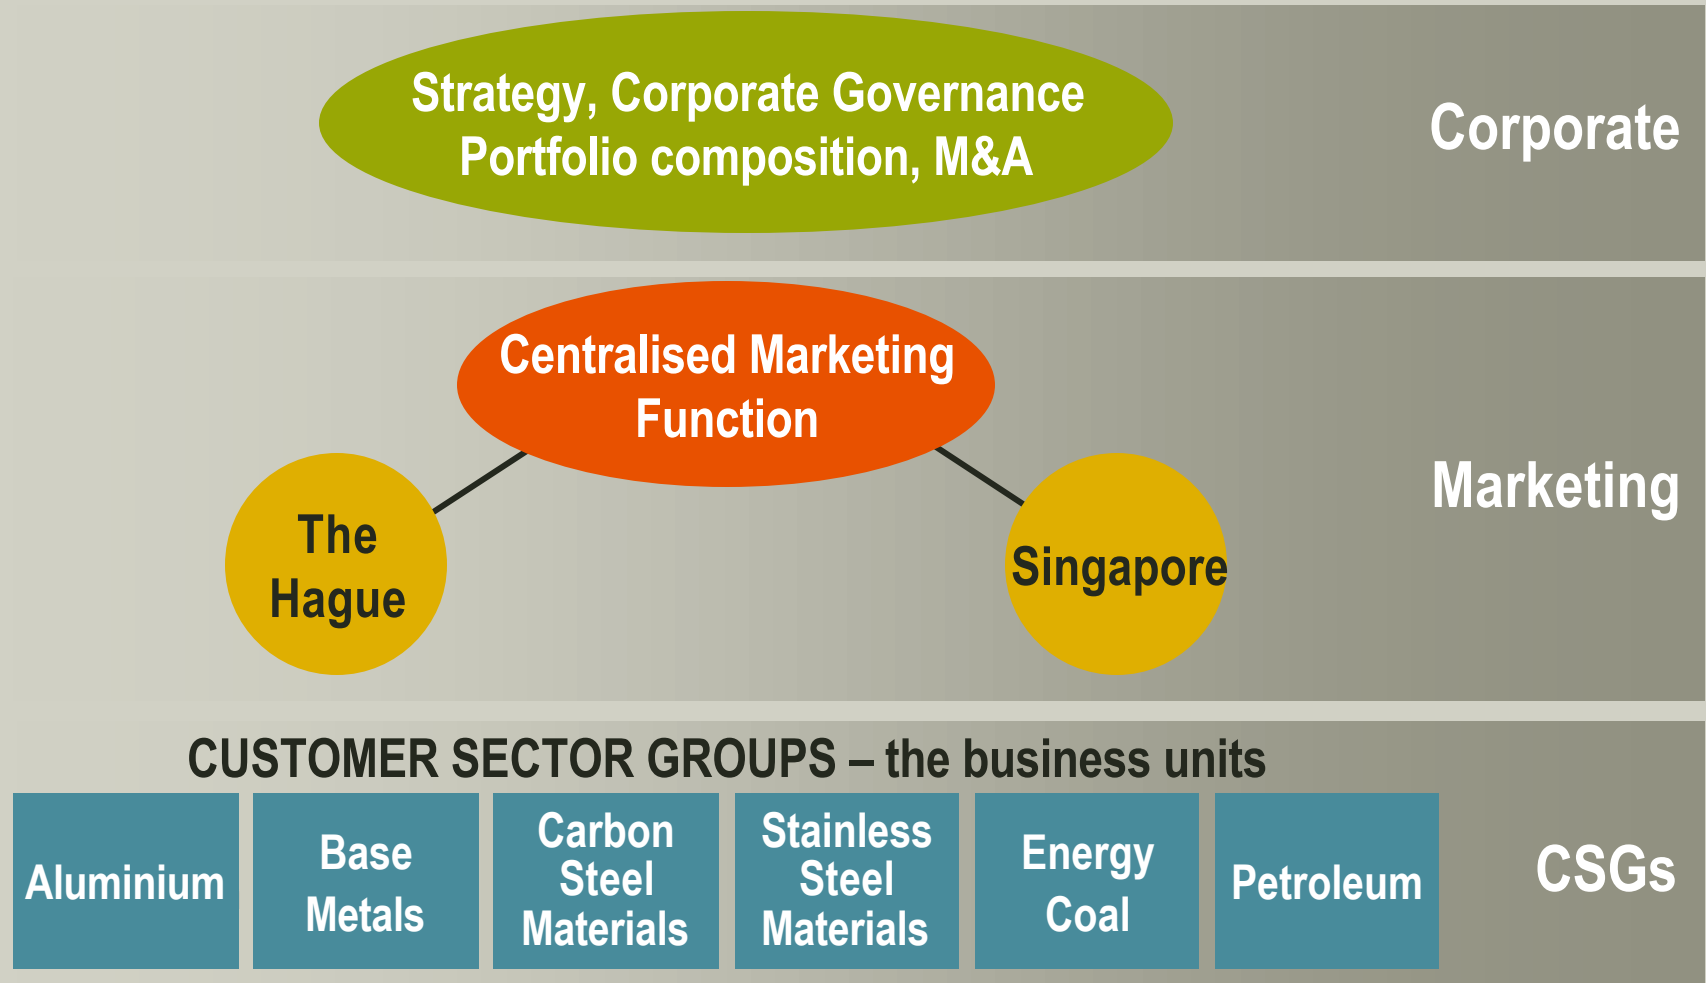 Strategy, Corporate Governance
Portfolio composition, M&A
Corporate
Centralised Marketing
Function
The
Hague
Singapore
Marketing
CUSTOMER SECTOR GROUPS – the business units
Aluminium
Base
Metals
Carbon
Steel
Materials
Stainless
Steel
Materials
Energy
Coal
Petroleum
CSGs